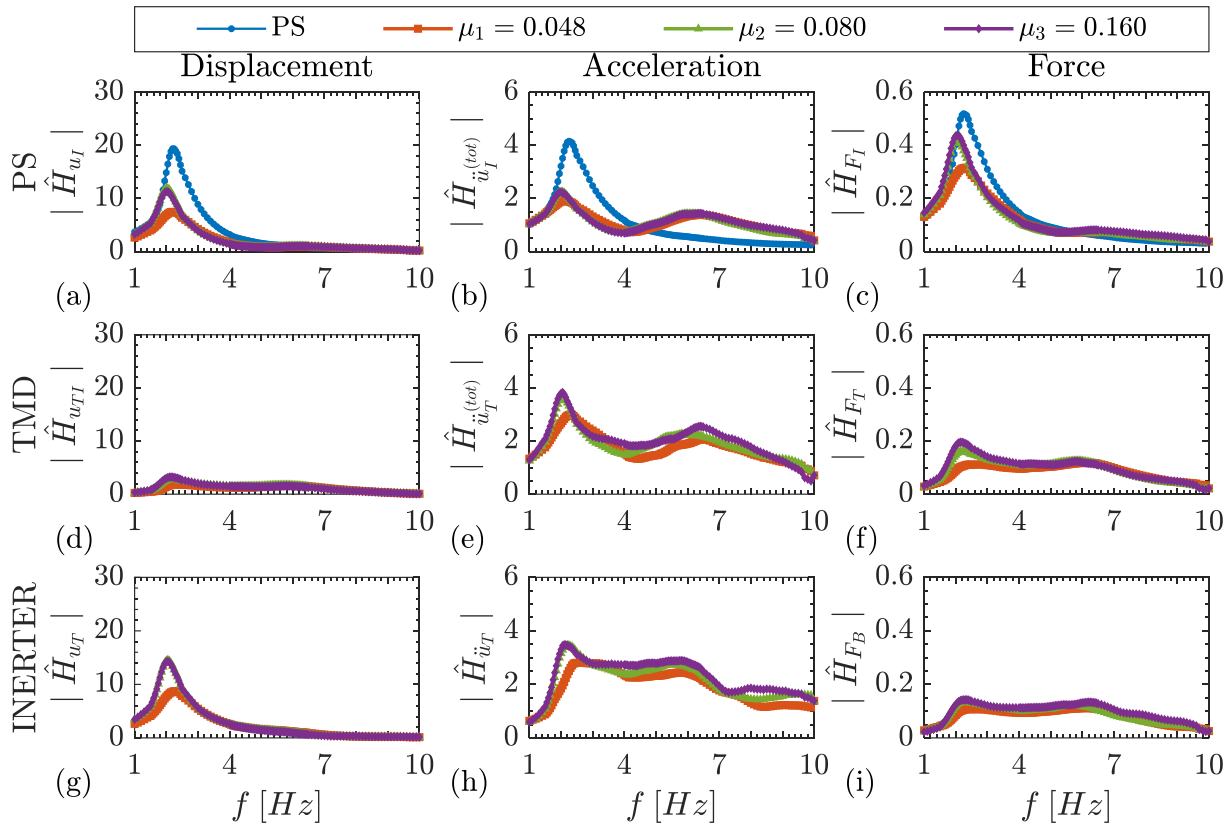 PS μ₁ = 0.048 μ₂ = 0.080 μ₃ = 0.160
Displacement Acceleration Force
PS
| Ĥ_{u_I} |
30
20
10
0
1 4 7 10
(a)
| Ĥ_{ü_I^{(tot)}} |
6
4
2
0
1 4 7 10
(b)
| Ĥ_{F_I} |
0.6
0.4
0.2
0
1 4 7 10
(c)
TMD
| Ĥ_{u_{TI}} |
30
20
10
0
1 4 7 10
(d)
| Ĥ_{ü_T^{(tot)}} |
6
4
2
0
1 4 7 10
(e)
| Ĥ_{F_T} |
0.6
0.4
0.2
0
1 4 7 10
(f)
INERTER
| Ĥ_{u_T} |
30
20
10
0
1 4 7 10
(g)
f [Hz]
| Ĥ_{ü_T} |
6
4
2
0
1 4 7 10
(h)
f [Hz]
| Ĥ_{F_B} |
0.6
0.4
0.2
0
1 4 7 10
(i)
f [Hz]